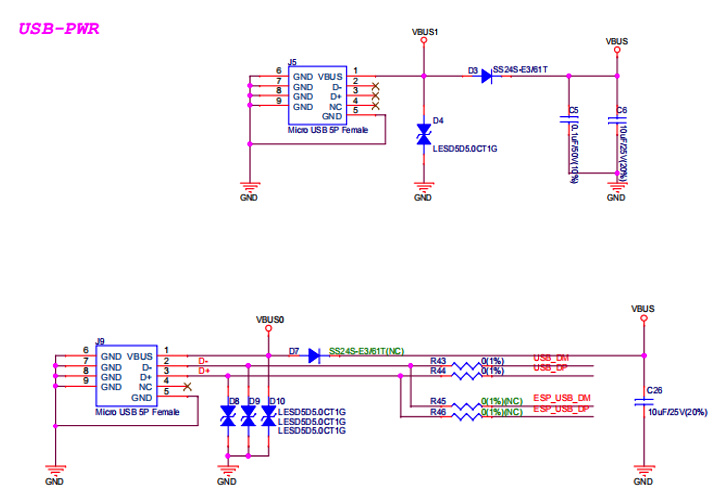 USB-PWR
VBUS1
VBUS
J5
D3
SS24S-E3/61T
6 GND VBUS 1
7 GND D- 2
8 GND D+ 3
9 GND NC 4
GND 5
Micro USB 5P Female
D4
LESD5D5.0CT1G
C5
0.1uF/50V(10%)
C6
10uF/25V(20%)
GND
GND
GND
VBUS0
VBUS
J9
D7
SS24S-E3/61T(NC)
6 GND VBUS 1
7 GND D- 2
8 GND D+ 3
9 GND NC 4
GND 5
Micro USB 5P Female
D-
D+
R43 0(1%) USB_DM
R44 0(1%) USB_DP
R45 0(1%)(NC) ESP_USB_DM
R46 0(1%)(NC) ESP_USB_DP
D8 D9 D10
LESD5D5.0CT1G
LESD5D5.0CT1G
LESD5D5.0CT1G
C26
10uF/25V(20%)
GND
GND
GND